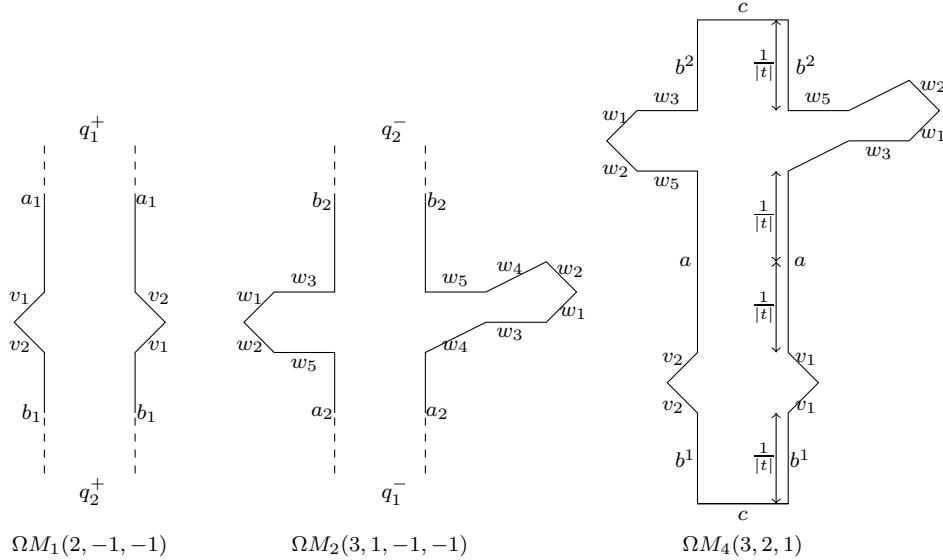 q_1^+
a_1 a_1
v_1 v_2
v_2 v_1
b_1 b_1
q_2^+
ΩM_1(2, −1, −1)
q_2^-
b_2 b_2
w_3 w_5 w_4 w_2
w_1 w_1
w_2 w_3
w_5 w_4
a_2 a_2
q_1^-
ΩM_2(3, 1, −1, −1)
c
b^2 1/|t| b^2
w_3 w_5 w_2
w_1 w_1
w_2 w_3
w_5
1/|t|
a a
1/|t|
v_2 v_1
v_2 v_1
b^1 1/|t| b^1
c
ΩM_4(3, 2, 1)